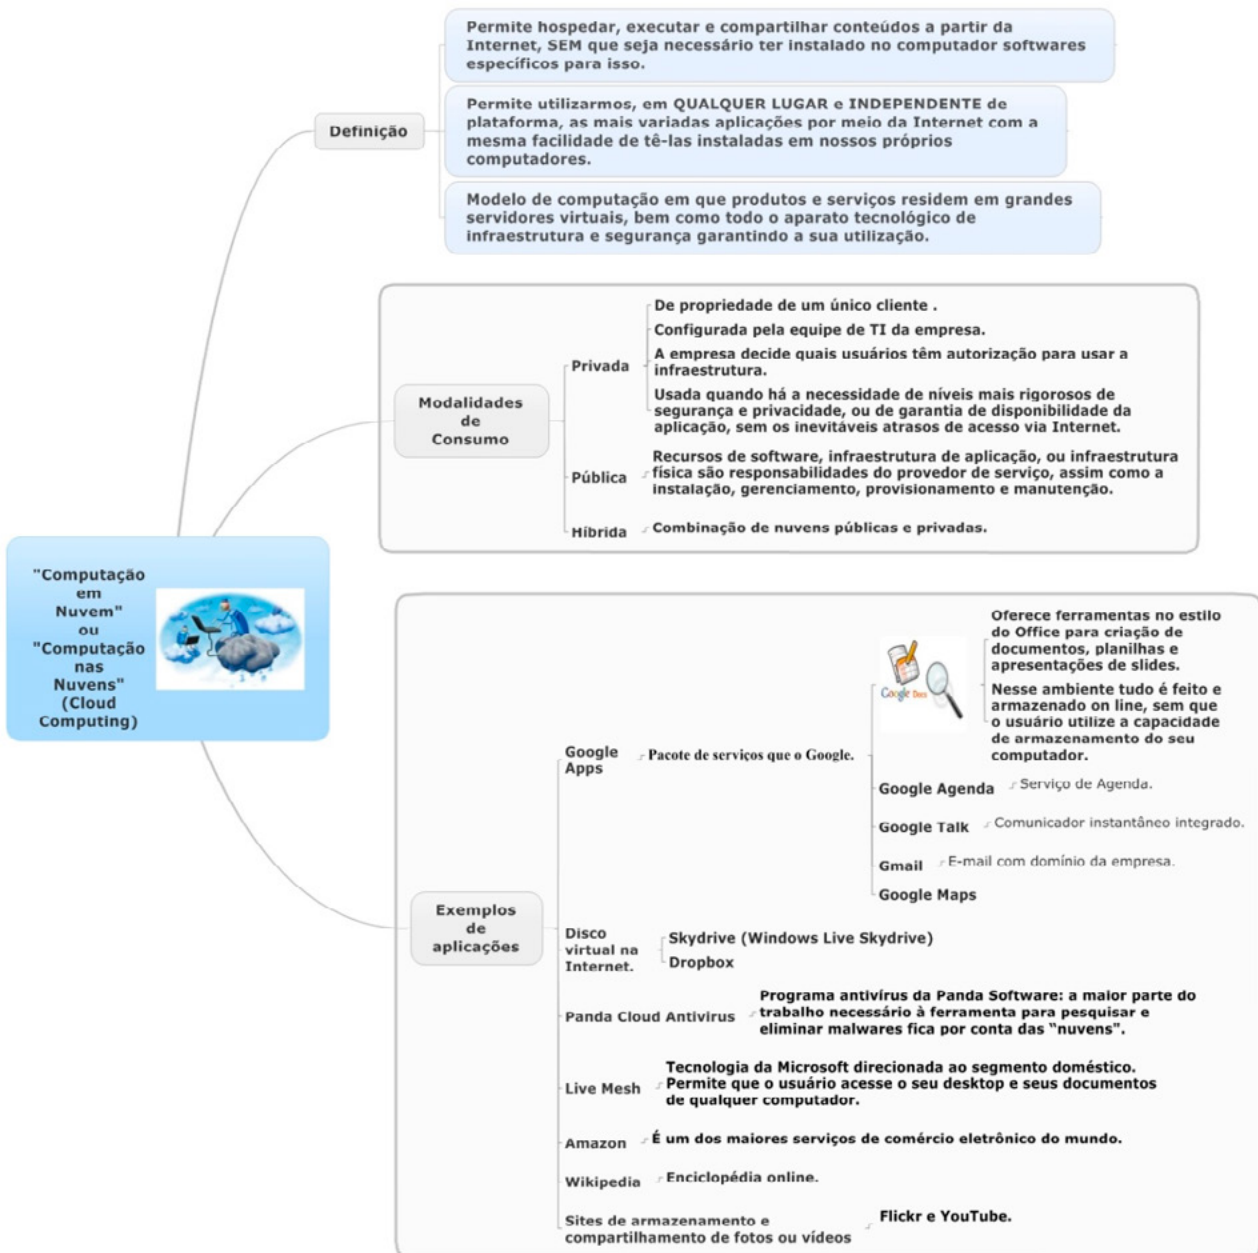 Permite hospedar, executar e compartilhar conteúdos a partir da
Internet, SEM que seja necessário ter instalado no computador softwares
específicos para isso.
Definição
Permite utilizarmos, em QUALQUER LUGAR e INDEPENDENTE de
plataforma, as mais variadas aplicações por meio da Internet com a
mesma facilidade de tê-las instaladas em nossos próprios
computadores.
Modelo de computação em que produtos e serviços residem em grandes
servidores virtuais, bem como todo o aparato tecnológico de
infraestrutura e segurança garantindo a sua utilização.
Modalidades
de
Consumo
Privada
De propriedade de um único cliente .
Configurada pela equipe de TI da empresa.
A empresa decide quais usuários têm autorização para usar a
infraestrutura.
Usada quando há a necessidade de níveis mais rigorosos de
segurança e privacidade, ou de garantia de disponibilidade da
aplicação, sem os inevitáveis atrasos de acesso via Internet.
Pública
Recursos de software, infraestrutura de aplicação, ou infraestrutura
física são responsabilidades do provedor de serviço, assim como a
instalação, gerenciamento, provisionamento e manutenção.
Híbrida
Combinação de nuvens públicas e privadas.
"Computação
em
Nuvem"
ou
"Computação
nas
Nuvens"
(Cloud
Computing)
Exemplos
de
aplicações
Google
Apps
Pacote de serviços que o Google.
Google Docs
Oferece ferramentas no estilo
do Office para criação de
documentos, planilhas e
apresentações de slides.
Nesse ambiente tudo é feito e
armazenado on line, sem que
o usuário utilize a capacidade
de armazenamento do seu
computador.
Google Agenda
Serviço de Agenda.
Google Talk
Comunicador instantâneo integrado.
Gmail
E-mail com domínio da empresa.
Google Maps
Disco
virtual na
Internet.
Skydrive (Windows Live Skydrive)
Dropbox
Panda Cloud Antivirus
Programa antivírus da Panda Software: a maior parte do
trabalho necessário à ferramenta para pesquisar e
eliminar malwares fica por conta das “nuvens".
Live Mesh
Tecnologia da Microsoft direcionada ao segmento doméstico.
Permite que o usuário acesse o seu desktop e seus documentos
de qualquer computador.
Amazon
É um dos maiores serviços de comércio eletrônico do mundo.
Wikipedia
Enciclopédia online.
Sites de armazenamento e
compartilhamento de fotos ou vídeos
Flickr e YouTube.